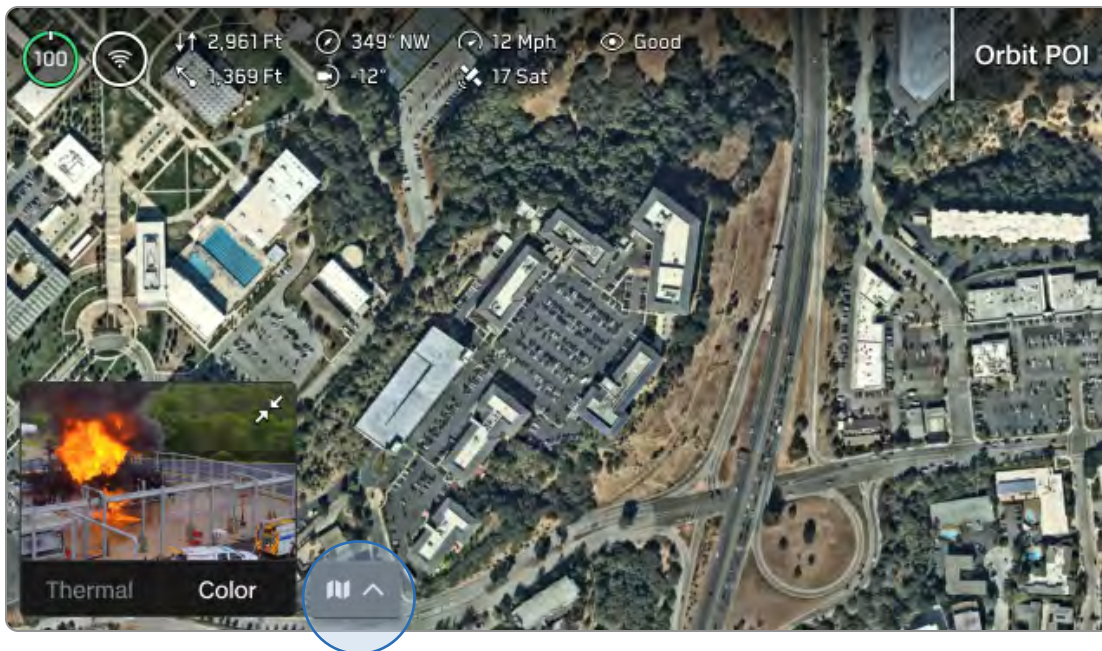 100
2,961 Ft 349° NW 12 Mph Good
1,369 Ft -12° 17 Sat
Orbit POI
Thermal Color